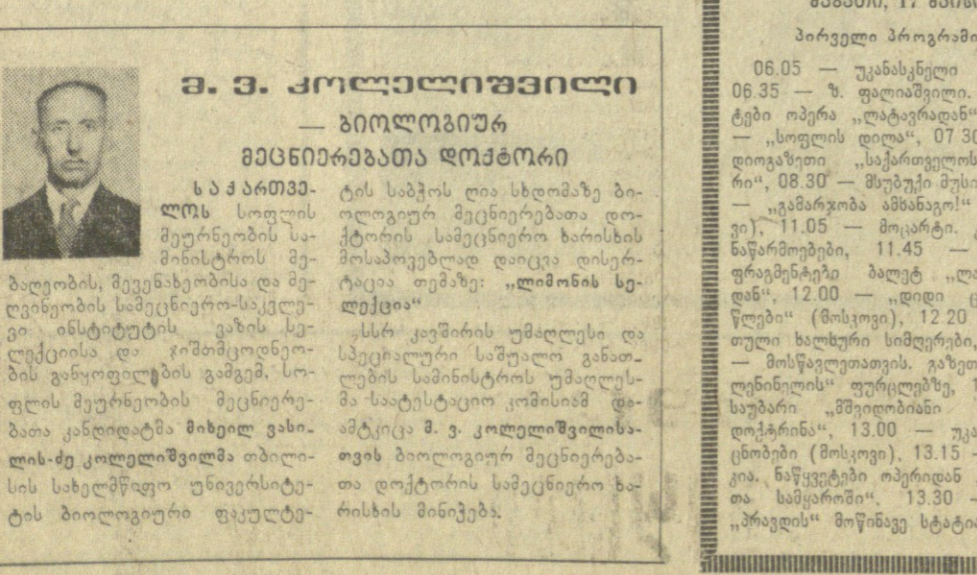 მ. ვ. კოლელიშვილი
— ბიოლოგიურ
მეცნიერებათა დოქტორი
საქართვე-
ლოს სოფლის
მეურნეობის სა-
მინისტროს მე-
ბაღეობის, მევენახეობისა და მე-
ღვინეობის სამეცნიერო-საკვლე-
ვი ინსტიტუტის ვაზის სე-
ლექციისა და ჯიშთმცოდნეო-
ბის განყოფილების გამგემ, სო-
ფლის მეურნეობის მეცნიერე-
ბათა კანდიდატმა მიხეილ ვასი-
ლის-ძე კოლელიშვილმა თბილი-
სის სახელმწიფო უნივერსიტე-
ტის ბიოლოგიური ფაკულტე-
ტის საბჭოს ღია სხდომაზე ბი-
ოლოგიურ მეცნიერებათა დო-
ქტორის სამეცნიერო ხარისხის
მოსაპოვებლად დაიცვა დისერ-
ტაცია თემაზე: „ლიმონის სე-
ლექცია“
სსრ კავშირის უმაღლესი და
სპეციალური საშუალო განათ-
ლების სამინისტროს უმაღლეს-
მა საატესტაციო კომისიამ და-
ამტკიცა მ. ვ. კოლელიშვილისა-
თვის ბიოლოგიურ მეცნიერება-
თა დოქტორის სამეცნიერო ხა-
რისხის მინიჭება.
17
პირველი პროგრამი
06.05 — უკანასკნელი
06.35 — ზ. ფალიაშვილი.
ტები ოპერა „ლატავრადან“
— „სოფლის დილა“, 07.30
დიოგაზეთი „საქართველოს
რი“, 08.30 — მსუბუქი მუსი
— „გამარჯობა ამხანაგო!“
ვი), 11.05 — მოცარტი.
ნაწარმოებები, 11.45 —
ფრაგმენტები ბალეტ
დან“, 12.00 — „დიდი
წლები“ (მოსკოვი), 12.20
თული ხალხური სიმღერები,
— მოსწავლეთათვის. გაზეთ
ლენინელის“ ფურცლებზე,
საუბარი „მშვიდობიანი
დოქტრინა“, 13.00 — უკა
ცნობები (მოსკოვი), 13.15 —
კია. ნაწყვეტები ოპერიდან
თა სამყაროში“. 13.30 —
„პრავდის“ მოწინავე სტატია